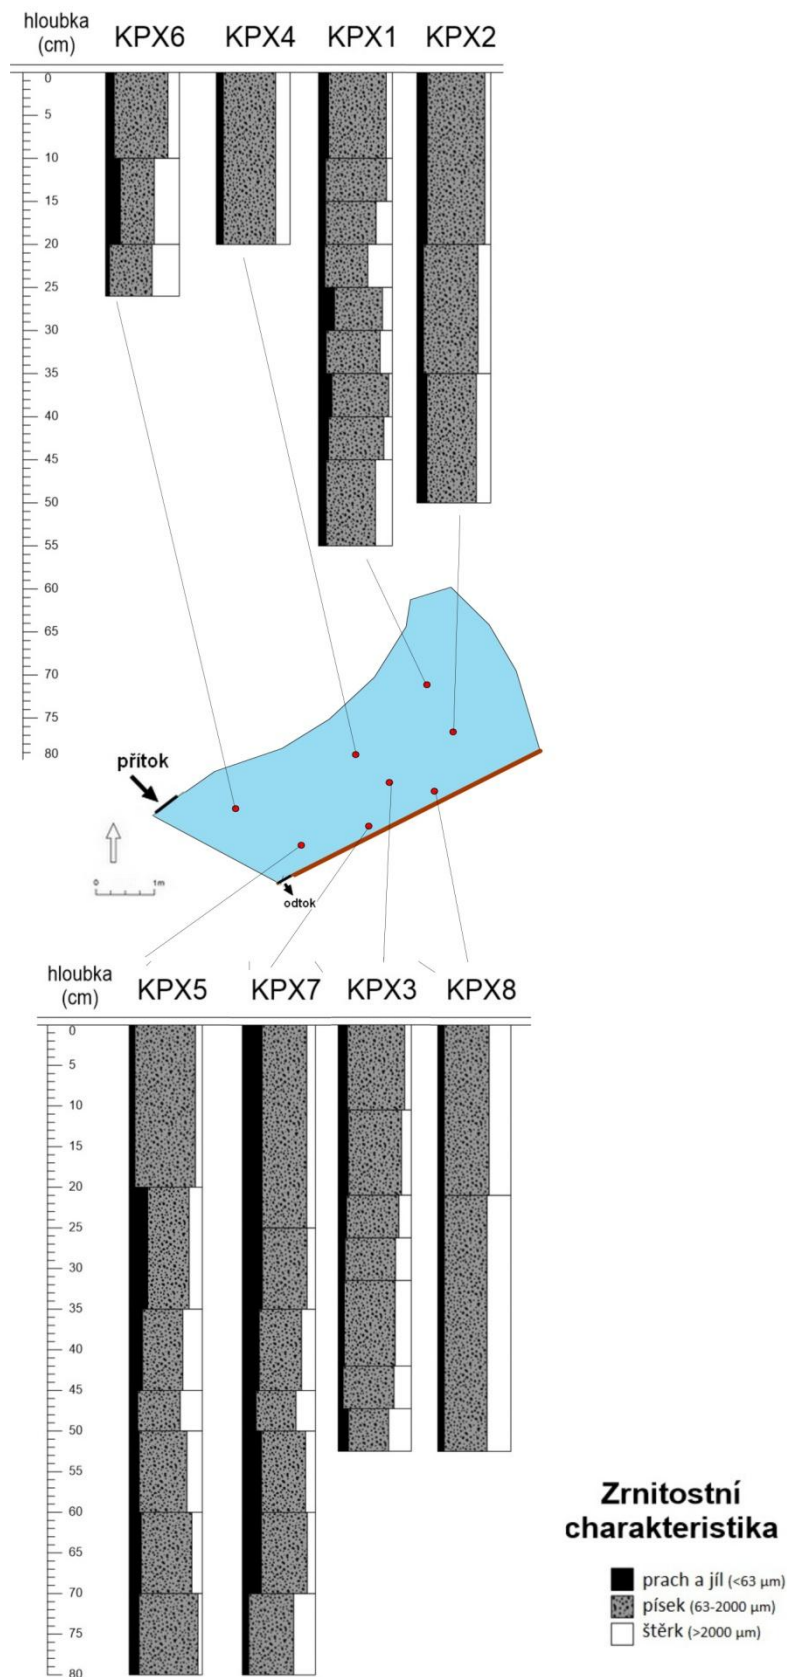 hloubka
(cm)
KPX6 KPX4 KPX1 KPX2
0
5
10
15
20
25
30
35
40
45
50
55
60
65
70
75
80
přítok
0 1m
odtok
hloubka
(cm)
KPX5 KPX7 KPX3 KPX8
0
5
10
15
20
25
30
35
40
45
50
55
60
65
70
75
80
Zrnitostní
charakteristika
prach a jíl (<63 µm)
písek (63-2000 µm)
štěrk (>2000 µm)